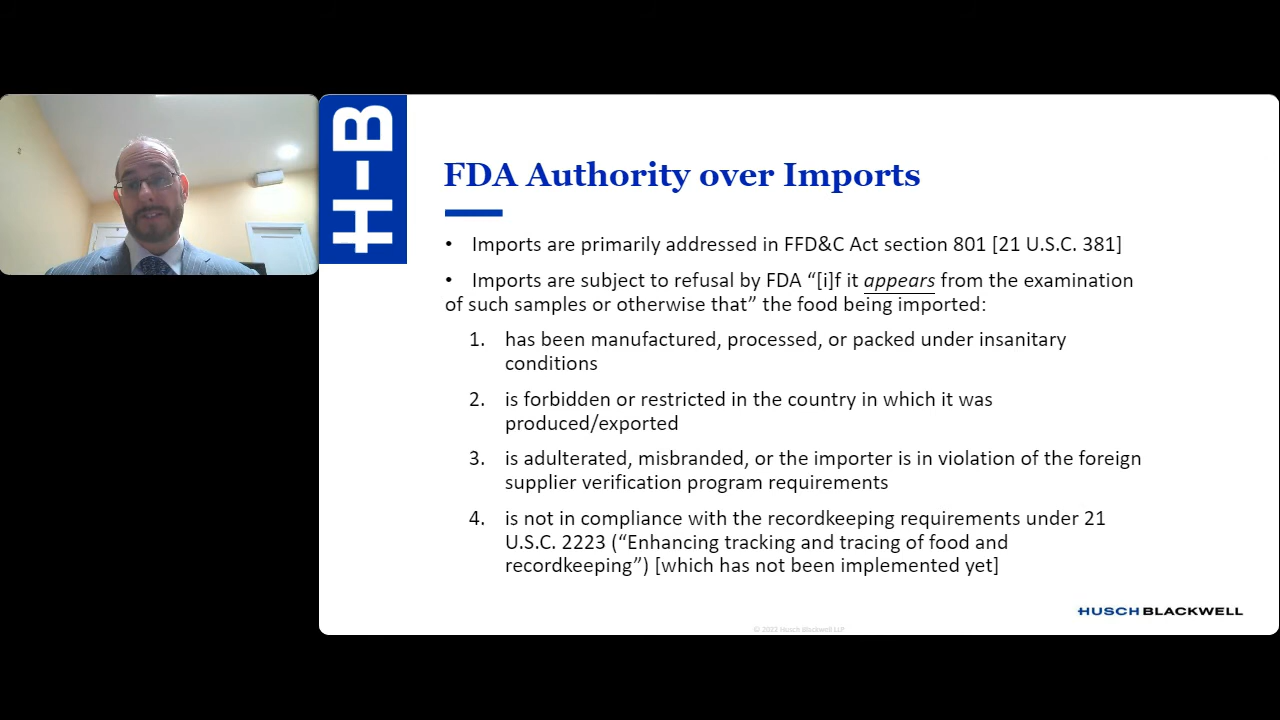 H-B
FDA Authority over Imports
• Imports are primarily addressed in FFD&C Act section 801 [21 U.S.C. 381]
• Imports are subject to refusal by FDA “[i]f it appears from the examination
of such samples or otherwise that” the food being imported:
1. has been manufactured, processed, or packed under insanitary
conditions
2. is forbidden or restricted in the country in which it was
produced/exported
3. is adulterated, misbranded, or the importer is in violation of the foreign
supplier verification program requirements
4. is not in compliance with the recordkeeping requirements under 21
U.S.C. 2223 (“Enhancing tracking and tracing of food and
recordkeeping”) [which has not been implemented yet]
HUSCH BLACKWELL
© 2022 Husch Blackwell LLP